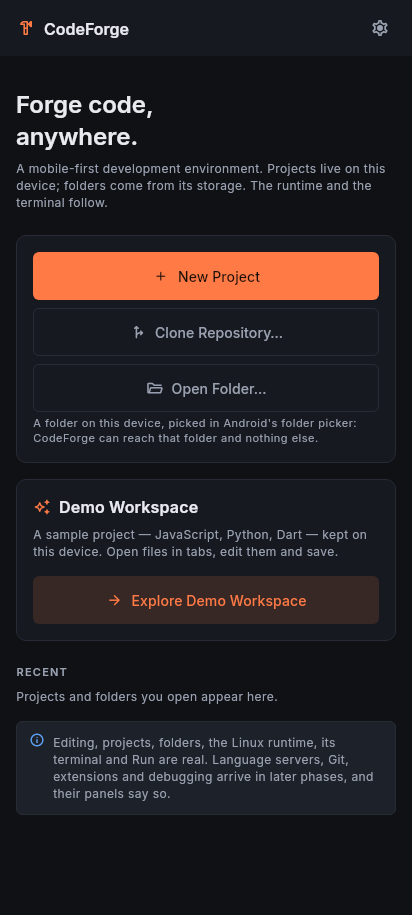 CodeForge
Forge code,
anywhere.
A mobile-first development environment. Projects live on this
device; folders come from its storage. The runtime and the
terminal follow.
New Project
Clone Repository...
Open Folder...
A folder on this device, picked in Android's folder picker:
CodeForge can reach that folder and nothing else.
Demo Workspace
A sample project — JavaScript, Python, Dart — kept on
this device. Open files in tabs, edit them and save.
Explore Demo Workspace
RECENT
Projects and folders you open appear here.
Editing, projects, folders, the Linux runtime, its
terminal and Run are real. Language servers, Git,
extensions and debugging arrive in later phases, and
their panels say so.